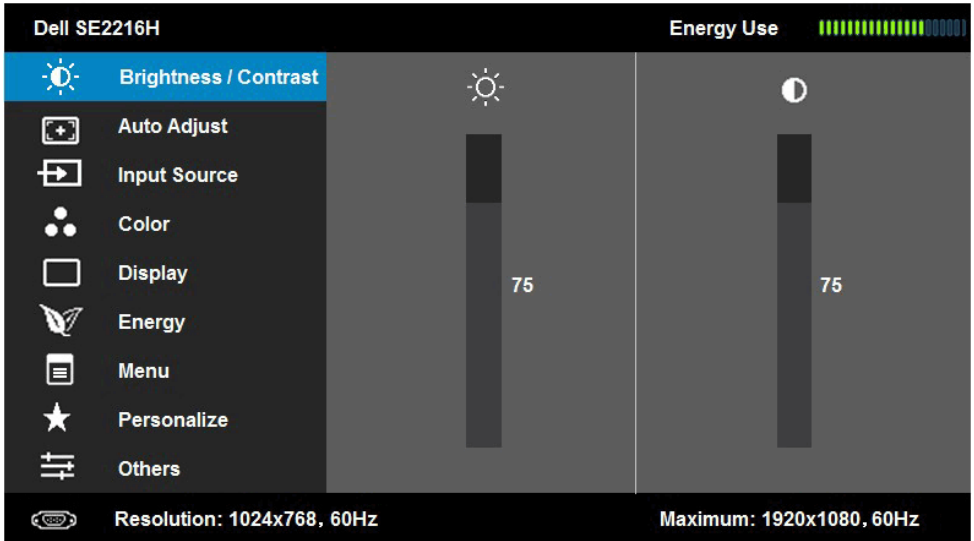 Dell SE2216H Energy Use
Brightness / Contrast
Auto Adjust
Input Source
Color
Display
75 75
Energy
Menu
Personalize
Others
Resolution: 1024x768, 60Hz Maximum: 1920x1080, 60Hz